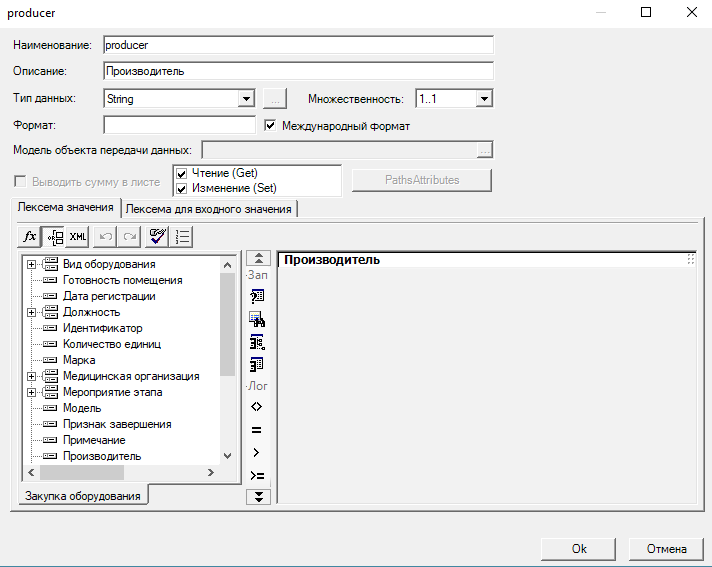 producer
Наименование: producer
Описание: Производитель
Тип данных: String ... Множественность: 1..1
Формат: Международный формат
Модель объекта передачи данных: ...
Выводить сумму в листе
Чтение (Get)
Изменение (Set)
PathsAttributes
Лексема значения Лексема для входного значения
fx XML
Вид оборудования
Готовность помещения
Дата регистрации
Должность
Идентификатор
Количество единиц
Марка
Медицинская организация
Мероприятие этапа
Модель
Признак завершения
Примечание
Производитель
Закупка оборудования
Зап
Лог
<>
=
>
>=
Производитель
Ok Отмена